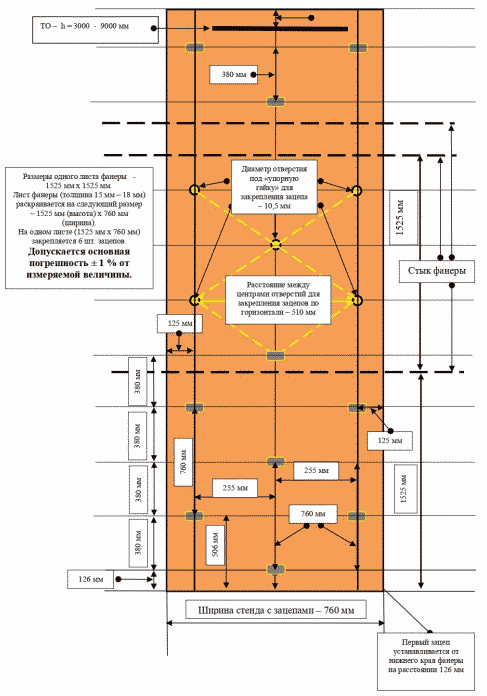 ТО – h = 3000 - 9000 мм
380 мм
Размеры одного листа фанеры -
1525 мм x 1525 мм.
Лист фанеры (толщина 15 мм – 18 мм)
раскраивается на следующий размер
– 1525 мм (высота) x 760 мм
(ширина).
На одном листе (1525 мм x 760 мм)
закрепляется 6 шт. зацепов.
Допускается основная
погрешность ± 1 % от
измеряемой величины.
Диаметр отверстия
под «упорную
гайку» для
закрепления зацепа
– 10,5 мм
1525 мм
Стык фанеры
Расстояние между
центрами отверстий для
закрепления зацепов по
горизонтали – 510 мм
125 мм
380 мм
125 мм
380 мм
760 мм
255 мм
255 мм
380 мм
1525 мм
760 мм
506 мм
380 мм
126 мм
Ширина стенда с зацепами – 760 мм
Первый зацеп
устанавливается от
нижнего края фанеры
на расстоянии 126 мм